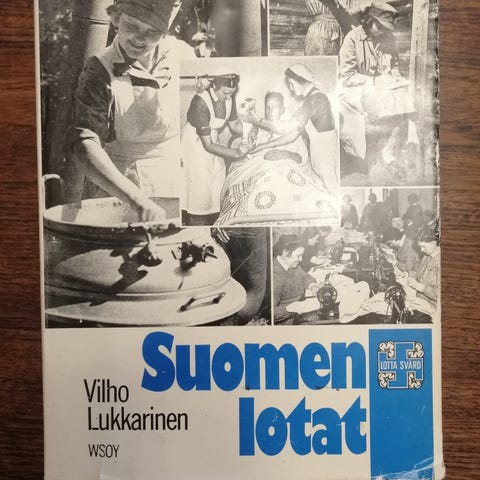 Suomen
lotat
LOTTA SVÄRD
Vilho
Lukkarinen
WSOY